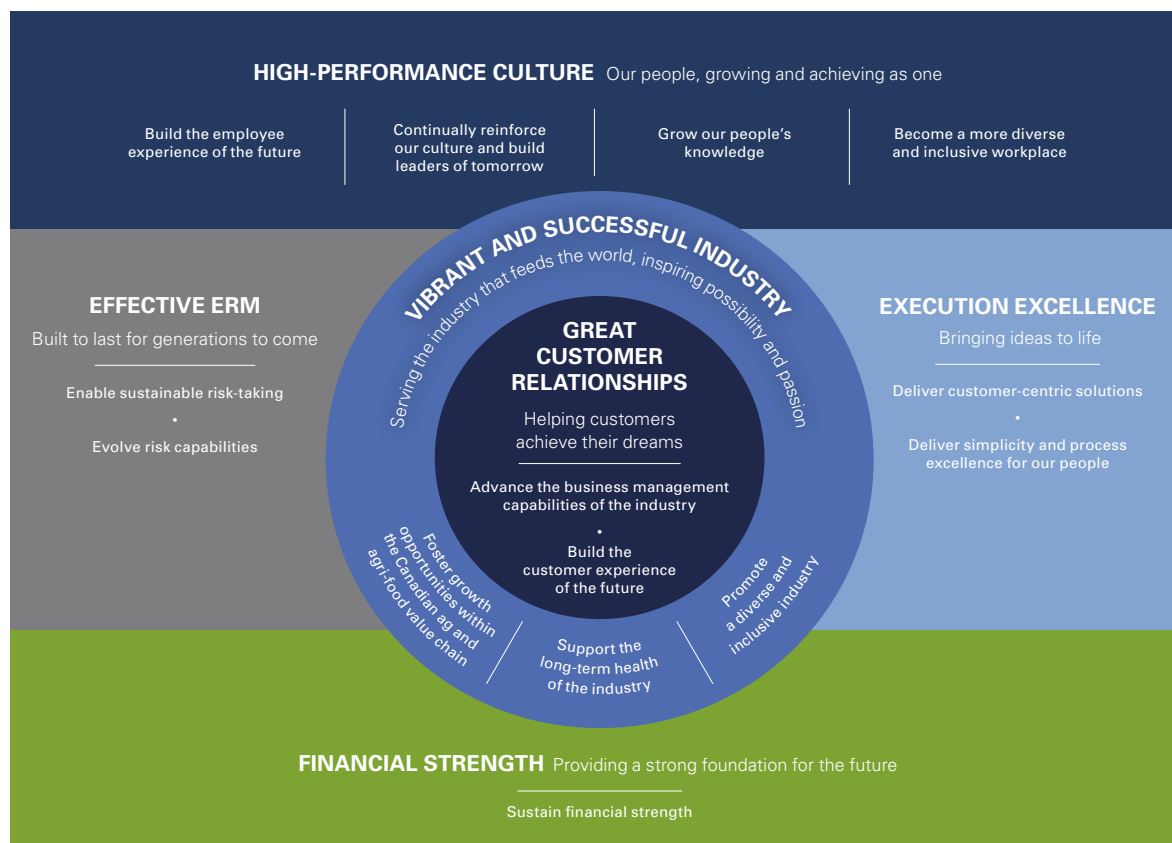 HIGH-PERFORMANCE CULTURE Our people, growing and achieving as one
Build the employee
experience of the future
Continually reinforce
our culture and build
leaders of tomorrow
Grow our people's
knowledge
Become a more diverse
and inclusive workplace
VIBRANT AND SUCCESSFUL INDUSTRY
Serving the industry that feeds the world, inspiring possibility and passion
EFFECTIVE ERM
Built to last for generations to come
Enable sustainable risk-taking
•
Evolve risk capabilities
GREAT
CUSTOMER
RELATIONSHIPS
Helping customers
achieve their dreams
Advance the business management
capabilities of the industry
•
Build the
customer experience
of the future
EXECUTION EXCELLENCE
Bringing ideas to life
Deliver customer-centric solutions
•
Deliver simplicity and process
excellence for our people
Foster growth
opportunities within
the Canadian ag and
agri-food value chain
Support the
long-term health
of the industry
Promote
a diverse and
inclusive industry
FINANCIAL STRENGTH Providing a strong foundation for the future
Sustain financial strength